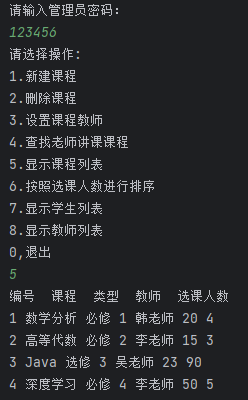 请输入管理员密码:
123456
请选择操作:
1.新建课程
2.删除课程
3.设置课程教师
4.查找老师讲课课程
5.显示课程列表
6.按照选课人数进行排序
7.显示学生列表
8.显示教师列表
0,退出
5
编号 课程 类型 教师 选课人数
1 数学分析 必修 1 韩老师 20 4
2 高等代数 必修 2 李老师 15 3
3 Java 选修 3 吴老师 23 90
4 深度学习 必修 4 李老师 50 5